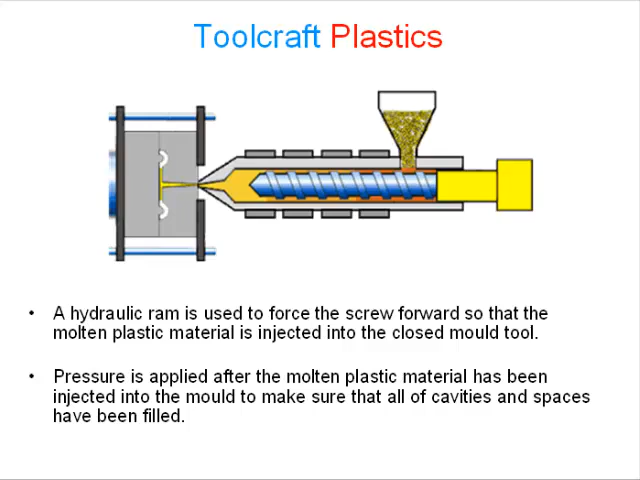 Toolcraft Plastics
• A hydraulic ram is used to force the screw forward so that the
molten plastic material is injected into the closed mould tool.
• Pressure is applied after the molten plastic material has been
injected into the mould to make sure that all of cavities and spaces
have been filled.